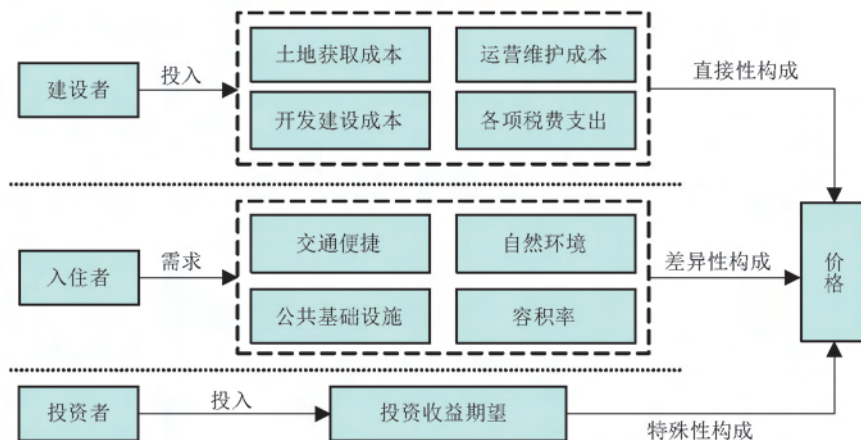 土地获取成本
运营维护成本
建设者
投入
直接性构成
开发建设成本
各项税费支出
交通便捷
自然环境
入住者
需求
差异性构成
价格
公共基础设施
容积率
投资者
投入
投资收益期望
特殊性构成